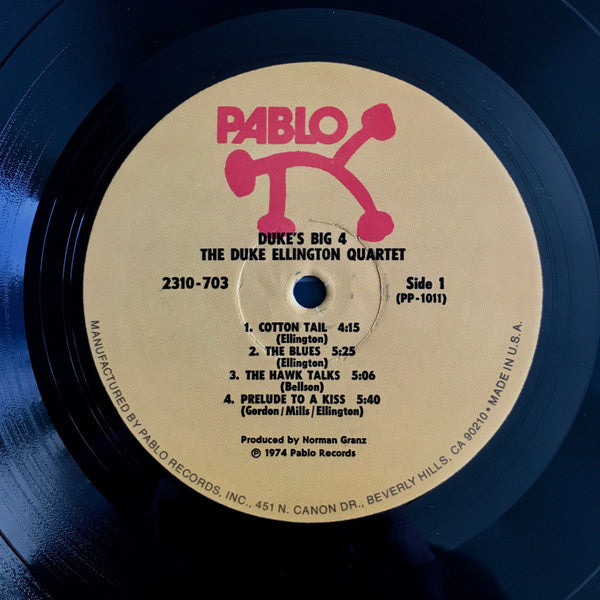 PABLO
DUKE'S BIG 4
THE DUKE ELLINGTON QUARTET
2310-703 Side 1
(PP-1011)
1. COTTON TAIL 4:15
(Ellington)
2. THE BLUES 5:25
(Ellington)
3. THE HAWK TALKS 5:06
(Bellson)
4. PRELUDE TO A KISS 5:40
(Gordon/Mills/Ellington)
Produced by Norman Granz
℗ 1974 Pablo Records
MANUFACTURED BY PABLO RECORDS, INC., 451 N. CANON DR., BEVERLY HILLS, CA 90210 • MADE IN U.S.A.